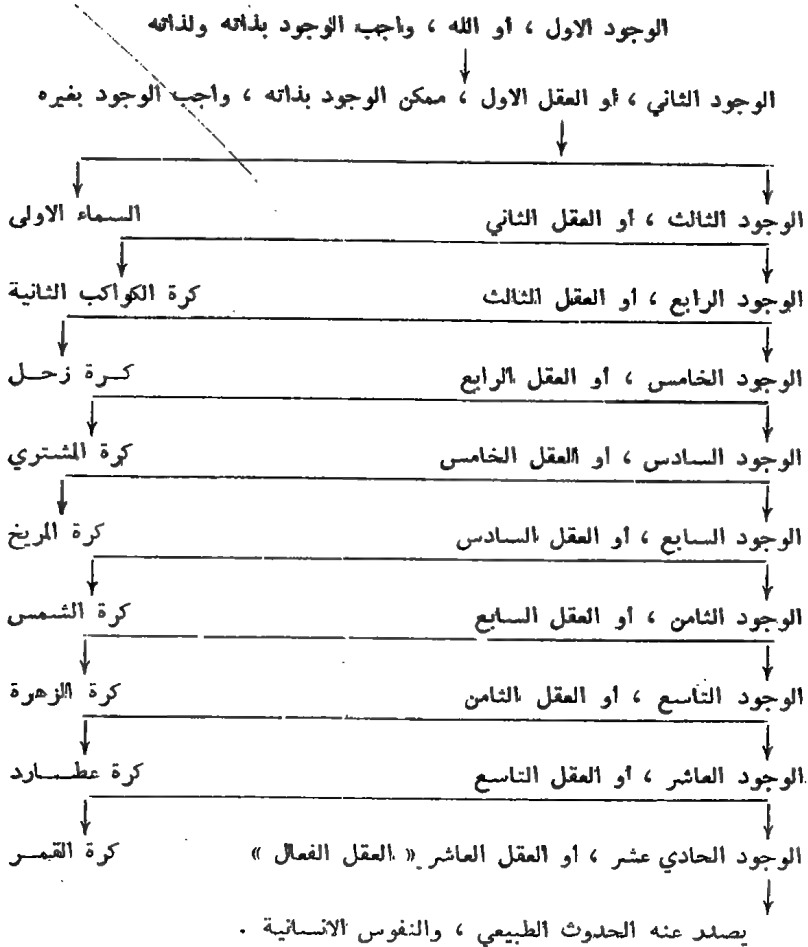 الوجود الاول ، أو الله ، واجب الوجود بذاته ولذاته
الوجود الثاني ، أو العقل الاول ، ممكن الوجود بذاته ، واجب الوجود بغيره
الوجود الثالث ، أو العقل الثاني السماء الاولى
الوجود الرابع ، أو العقل الثالث كرة الكواكب الثانية
الوجود الخامس ، أو العقل الرابع كرة زحل
الوجود السادس ، أو العقل الخامس كرة المشتري
الوجود السابع ، أو العقل السادس كرة المريخ
الوجود الثامن ، أو العقل السابع كرة الشمس
الوجود التاسع ، أو العقل الثامن كرة الزهرة
الوجود العاشر ، أو العقل التاسع كرة عطارد
الوجود الحادي عشر ، أو العقل العاشر « العقل الفعال » كرة القمر
يصدر عنه الحدوث الطبيعي ، والنفوس الانسانية .